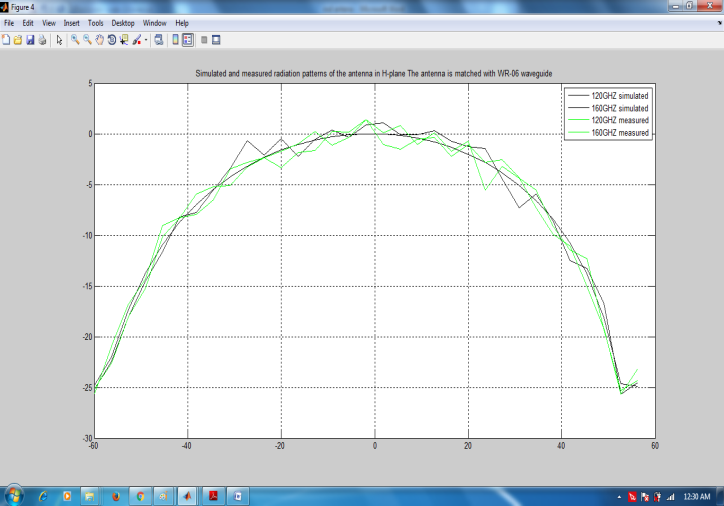 Figure 4
File Edit View Insert Tools Desktop Window Help
Simulated and measured radiation patterns of the antenna in H-plane The antenna is matched with WR-06 waveguide
5
0
-5
-10
-15
-20
-25
-30
-60 -40 -20 0 20 40 60
120GHZ simulated
160GHZ simulated
120GHZ measured
160GHZ measured
12:30 AM